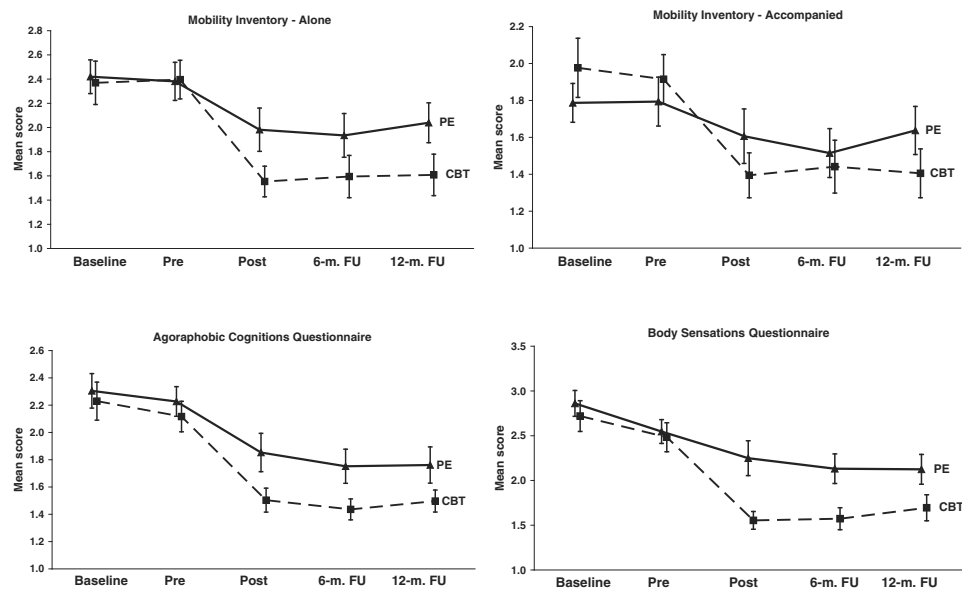 Mobility Inventory - Alone
2.8
2.6
2.4
2.2
2.0
1.8
1.6
1.4
1.2
1.0
Mean score
PE
CBT
Baseline Pre Post 6-m. FU 12-m. FU
Mobility Inventory - Accompanied
2.2
2.0
1.8
1.6
1.4
1.2
1.0
Mean score
PE
CBT
Baseline Pre Post 6-m. FU 12-m. FU
Agoraphobic Cognitions Questionnaire
2.6
2.4
2.2
2.0
1.8
1.6
1.4
1.2
1.0
Mean score
PE
CBT
Baseline Pre Post 6-m. FU 12-m. FU
Body Sensations Questionnaire
3.5
3.0
2.5
2.0
1.5
1.0
Mean score
PE
CBT
Baseline Pre Post 6-m. FU 12-m. FU